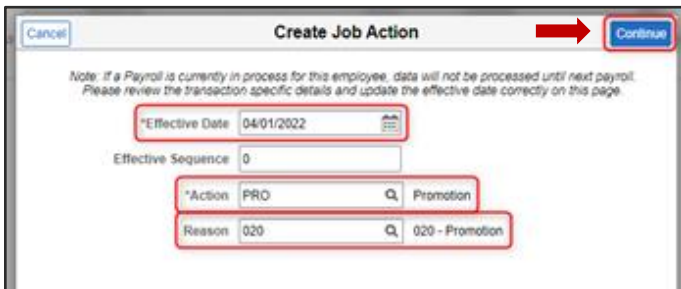 Cancel Create Job Action Continue
Note: If a Payroll is currently in process for this employee, data will not be processed until next payroll.
Please review the transaction specific details and update the effective date correctly on this page.
*Effective Date 04/01/2022
Effective Sequence 0
*Action PRO Promotion
Reason 020 020 - Promotion